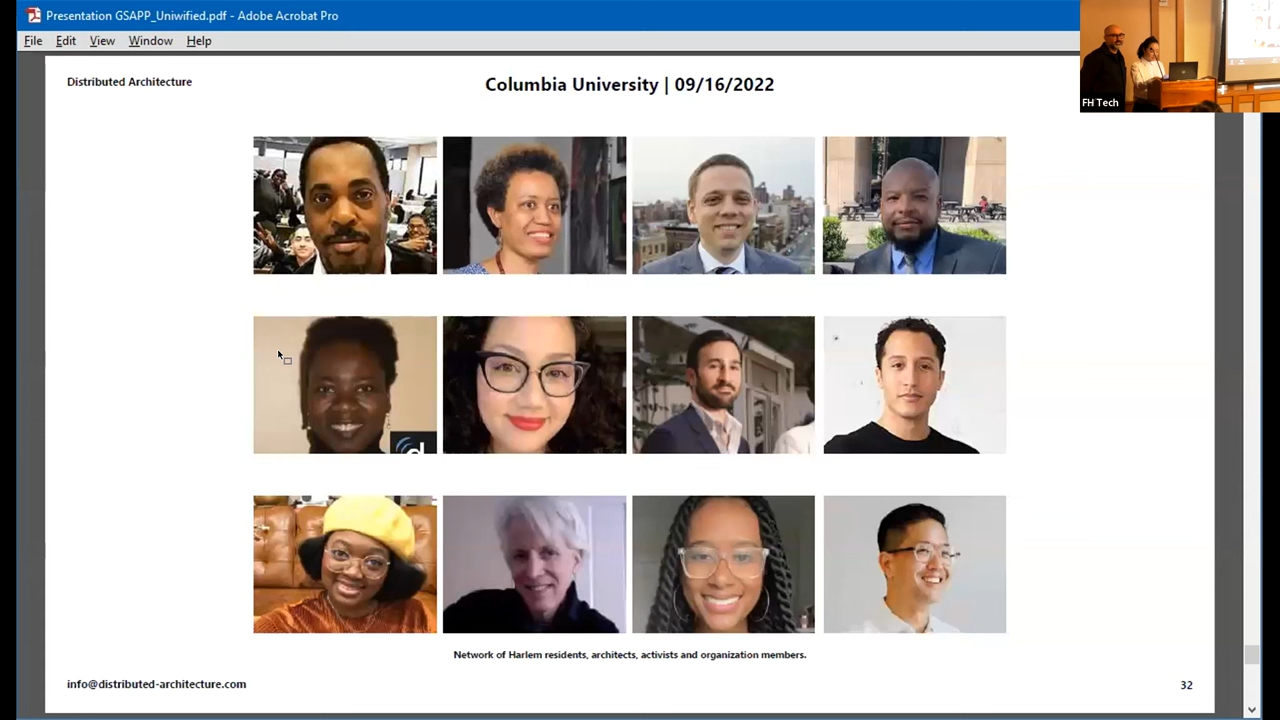 Presentation GSAPP_Uniwified.pdf - Adobe Acrobat Pro
File Edit View Window Help
FH Tech
Distributed Architecture
Columbia University | 09/16/2022
d
Network of Harlem residents, architects, activists and organization members.
info@distributed-architecture.com
32